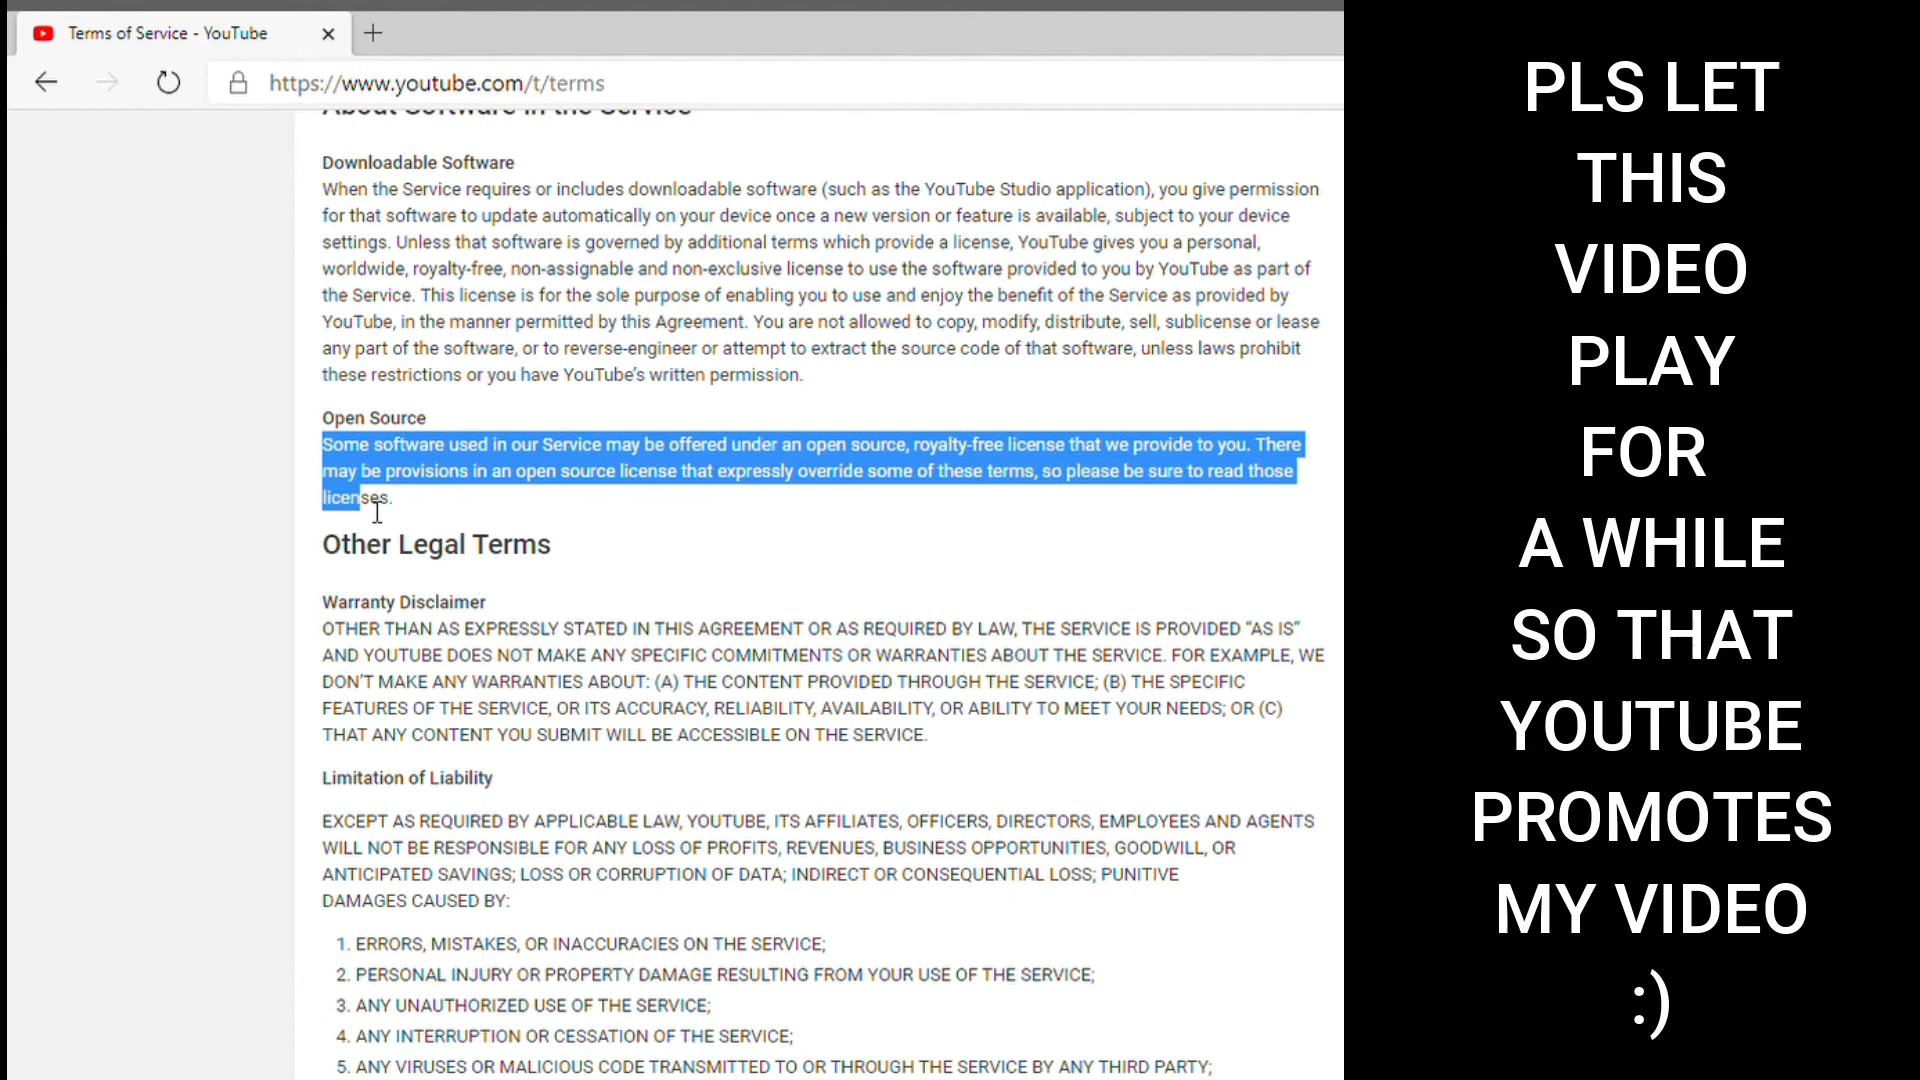 Terms of Service - YouTube
https://www.youtube.com/t/terms
About Software in the Service
Downloadable Software
When the Service requires or includes downloadable software (such as the YouTube Studio application), you give permission
for that software to update automatically on your device once a new version or feature is available, subject to your device
settings. Unless that software is governed by additional terms which provide a license, YouTube gives you a personal,
worldwide, royalty-free, non-assignable and non-exclusive license to use the software provided to you by YouTube as part of
the Service. This license is for the sole purpose of enabling you to use and enjoy the benefit of the Service as provided by
YouTube, in the manner permitted by this Agreement. You are not allowed to copy, modify, distribute, sell, sublicense or lease
any part of the software, or to reverse-engineer or attempt to extract the source code of that software, unless laws prohibit
these restrictions or you have YouTube’s written permission.
Open Source
Some software used in our Service may be offered under an open source, royalty-free license that we provide to you. There
may be provisions in an open source license that expressly override some of these terms, so please be sure to read those
licenses.
Other Legal Terms
Warranty Disclaimer
OTHER THAN AS EXPRESSLY STATED IN THIS AGREEMENT OR AS REQUIRED BY LAW, THE SERVICE IS PROVIDED “AS IS”
AND YOUTUBE DOES NOT MAKE ANY SPECIFIC COMMITMENTS OR WARRANTIES ABOUT THE SERVICE. FOR EXAMPLE, WE
DON’T MAKE ANY WARRANTIES ABOUT: (A) THE CONTENT PROVIDED THROUGH THE SERVICE; (B) THE SPECIFIC
FEATURES OF THE SERVICE, OR ITS ACCURACY, RELIABILITY, AVAILABILITY, OR ABILITY TO MEET YOUR NEEDS; OR (C)
THAT ANY CONTENT YOU SUBMIT WILL BE ACCESSIBLE ON THE SERVICE.
Limitation of Liability
EXCEPT AS REQUIRED BY APPLICABLE LAW, YOUTUBE, ITS AFFILIATES, OFFICERS, DIRECTORS, EMPLOYEES AND AGENTS
WILL NOT BE RESPONSIBLE FOR ANY LOSS OF PROFITS, REVENUES, BUSINESS OPPORTUNITIES, GOODWILL, OR
ANTICIPATED SAVINGS; LOSS OR CORRUPTION OF DATA; INDIRECT OR CONSEQUENTIAL LOSS; PUNITIVE
DAMAGES CAUSED BY:
1. ERRORS, MISTAKES, OR INACCURACIES ON THE SERVICE;
2. PERSONAL INJURY OR PROPERTY DAMAGE RESULTING FROM YOUR USE OF THE SERVICE;
3. ANY UNAUTHORIZED USE OF THE SERVICE;
4. ANY INTERRUPTION OR CESSATION OF THE SERVICE;
5. ANY VIRUSES OR MALICIOUS CODE TRANSMITTED TO OR THROUGH THE SERVICE BY ANY THIRD PARTY;
PLS LET
THIS
VIDEO
PLAY
FOR
A WHILE
SO THAT
YOUTUBE
PROMOTES
MY VIDEO
:)